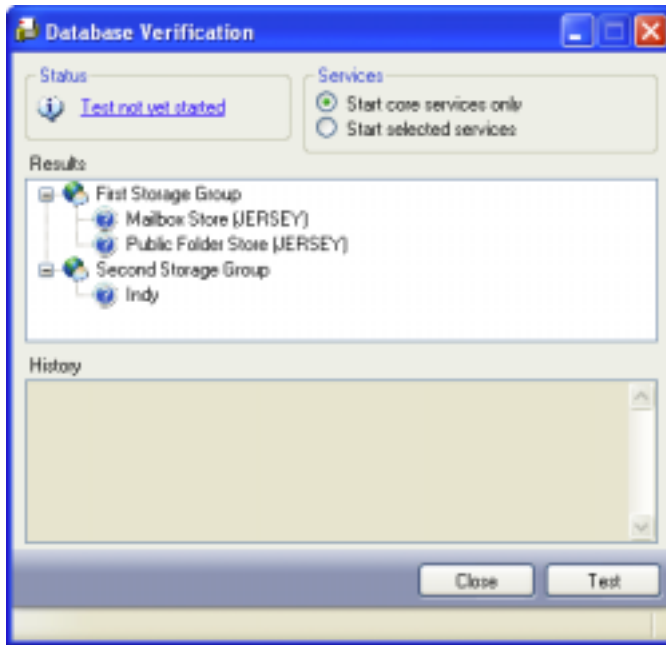 Database Verification
Status
Test not yet started
Services
Start core services only
Start selected services
Results
First Storage Group
Mailbox Store (JERSEY)
Public Folder Store (JERSEY)
Second Storage Group
Indy
History
Close
Test